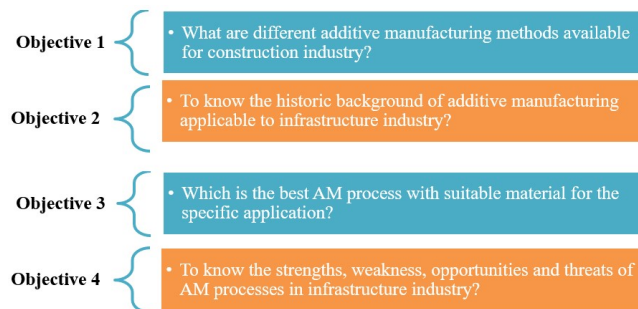 Objective 1
• What are different additive manufacturing methods available
for construction industry?
Objective 2
• To know the historic background of additive manufacturing
applicable to infrastructure industry?
Objective 3
• Which is the best AM process with suitable material for the
specific application?
Objective 4
• To know the strengths, weakness, opportunities and threats of
AM processes in infrastructure industry?